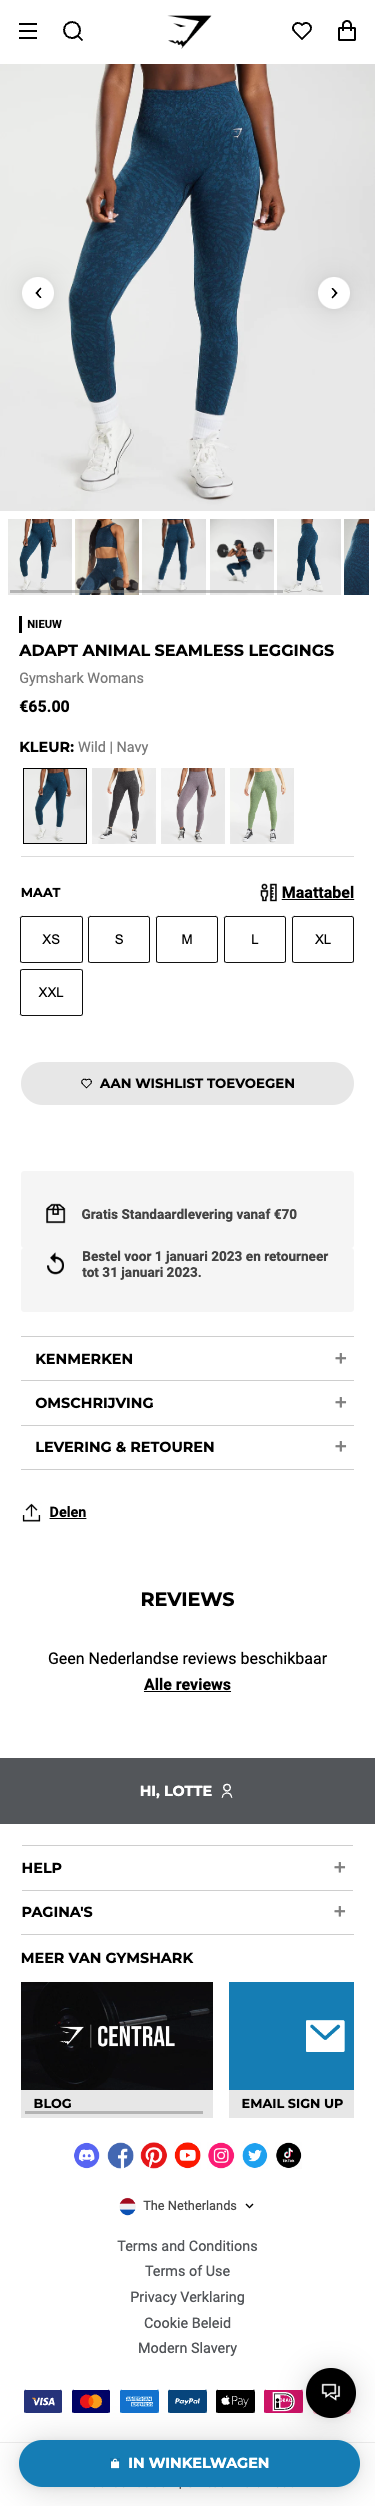 NIEUW
ADAPT ANIMAL SEAMLESS LEGGINGS
Gymshark Womans
€65.00
KLEUR: Wild | Navy
MAAT
Maattabel
XS S M L XL
XXL
AAN WISHLIST TOEVOEGEN
Gratis Standaardlevering vanaf €70
Bestel voor 1 januari 2023 en retourneer
tot 31 januari 2023.
KENMERKEN
OMSCHRIJVING
LEVERING & RETOUREN
Delen
REVIEWS
Geen Nederlandse reviews beschikbaar
Alle reviews
HI, LOTTE
HELP
PAGINA'S
MEER VAN GYMSHARK
CENTRAL
BLOG
EMAIL SIGN UP
The Netherlands
Terms and Conditions
Terms of Use
Privacy Verklaring
Cookie Beleid
Modern Slavery
VISA
AMERICAN EXPRESS
PayPal
Pay
iDEAL
IN WINKELWAGEN